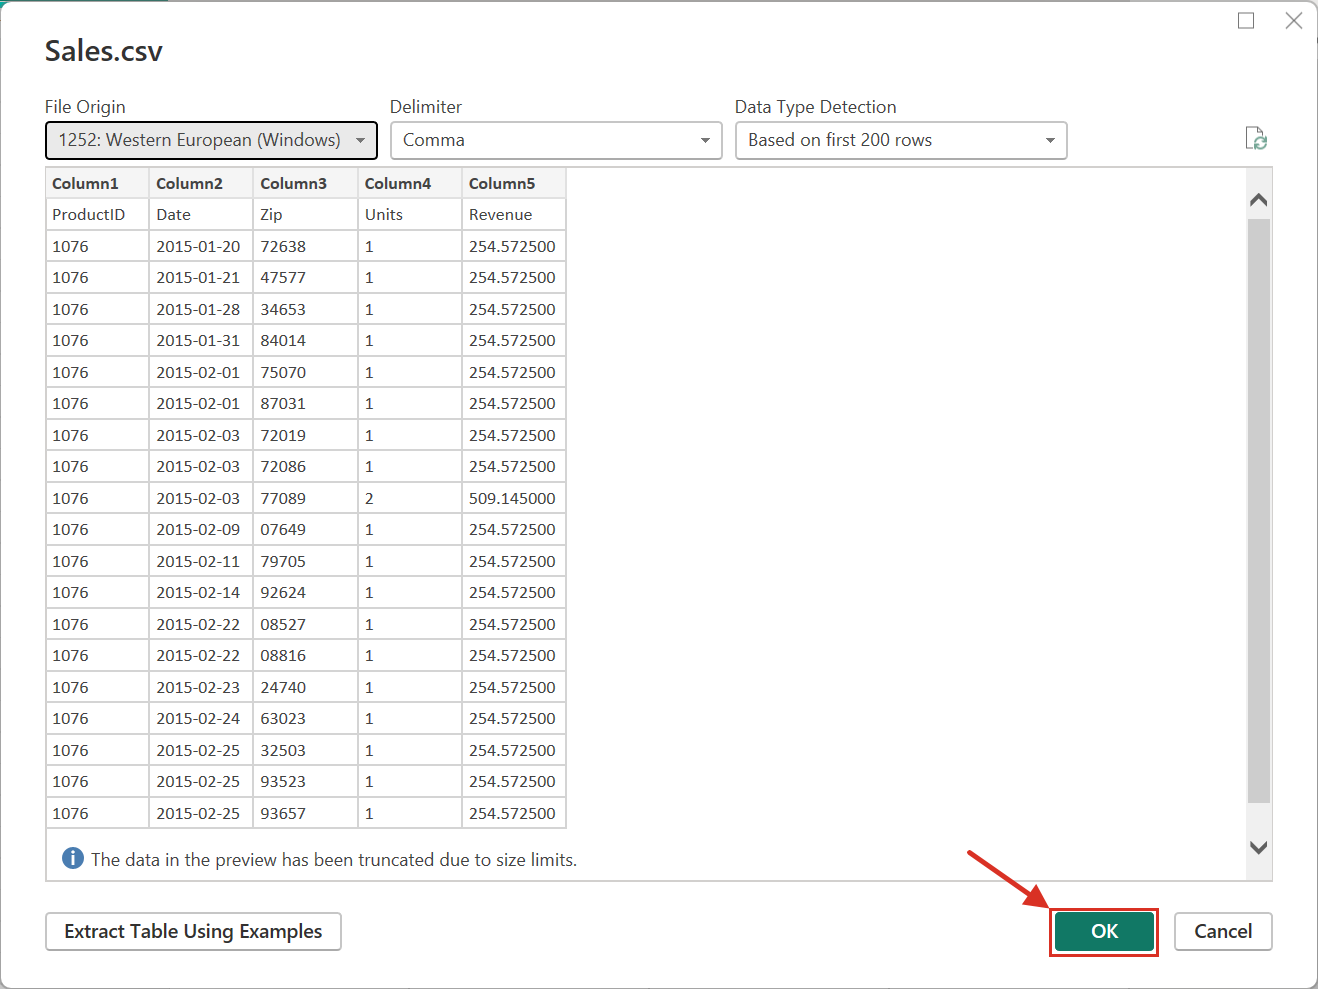 Sales.csv
File Origin Delimiter Data Type Detection
1252: Western European (Windows) Comma Based on first 200 rows
Column1 Column2 Column3 Column4 Column5
ProductID Date Zip Units Revenue
1076 2015-01-20 72638 1 254.572500
1076 2015-01-21 47577 1 254.572500
1076 2015-01-28 34653 1 254.572500
1076 2015-01-31 84014 1 254.572500
1076 2015-02-01 75070 1 254.572500
1076 2015-02-01 87031 1 254.572500
1076 2015-02-03 72019 1 254.572500
1076 2015-02-03 72086 1 254.572500
1076 2015-02-03 77089 2 509.145000
1076 2015-02-09 07649 1 254.572500
1076 2015-02-11 79705 1 254.572500
1076 2015-02-14 92624 1 254.572500
1076 2015-02-22 08527 1 254.572500
1076 2015-02-22 08816 1 254.572500
1076 2015-02-23 24740 1 254.572500
1076 2015-02-24 63023 1 254.572500
1076 2015-02-25 32503 1 254.572500
1076 2015-02-25 93523 1 254.572500
1076 2015-02-25 93657 1 254.572500
The data in the preview has been truncated due to size limits.
Extract Table Using Examples OK Cancel